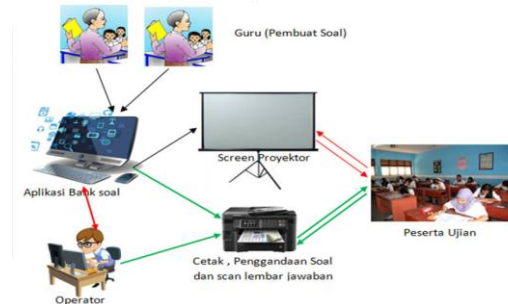 Guru (Pembuat Soal)
Screen Proyektor
Aplikasi Bank soal
Peserta Ujian
Cetak , Penggandaan Soal
dan scan lembar jawaban
Operator